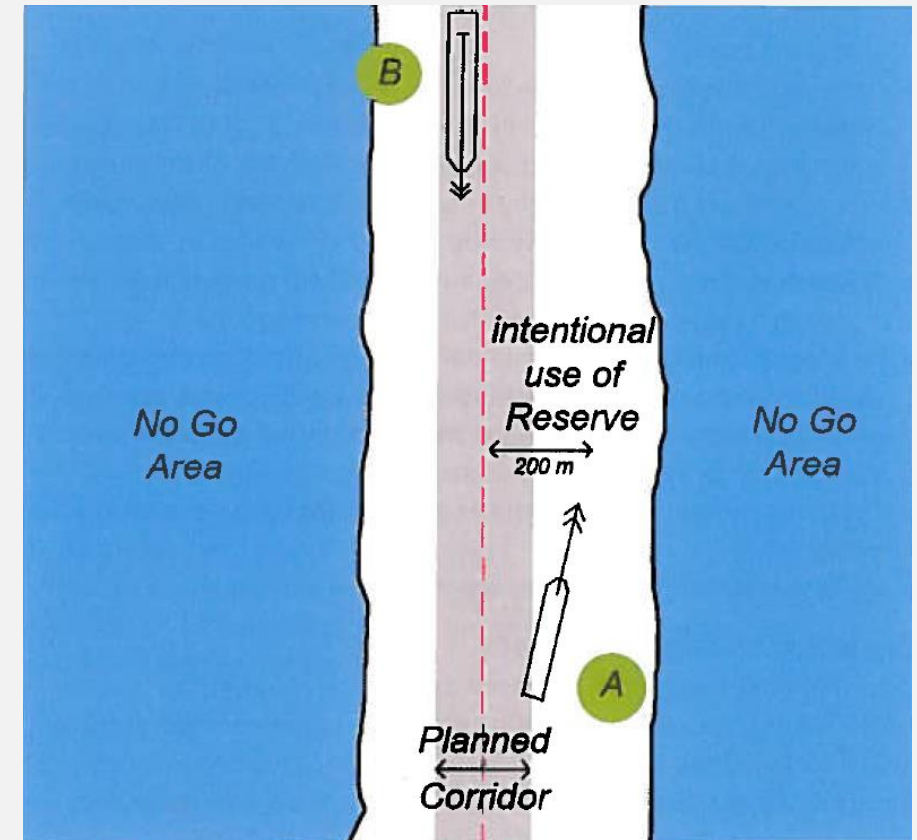 B
intentional
use of
Reserve
200 m
No Go
Area
No Go
Area
A
Planned
Corridor